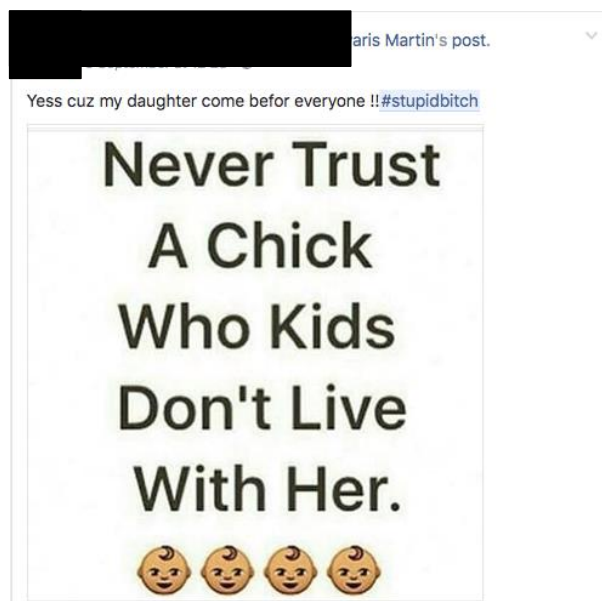 Martin's post.
Yess cuz my daughter come befor everyone !!#stupidbitch
Never Trust
A Chick
Who Kids
Don't Live
With Her.